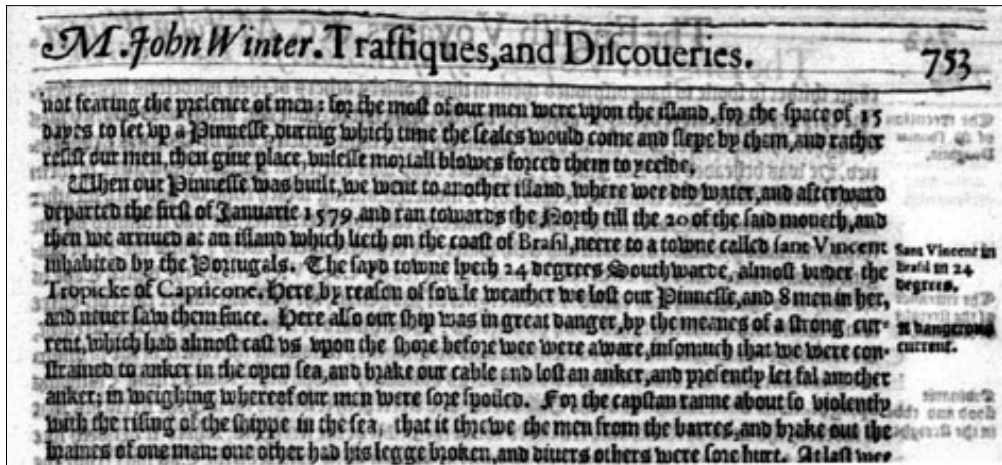 M. John Winter. Traffiques, and Discoueries. 753
not fearing the presence of men: for the most of our men were vpon the island, for the space of 15
dayes to set vp a Pinnesse, during which time the seales would come and slepe by them, and rather
resist our men, then giue place, vnlesse mortall blowes forced them to yeelde.
When our Pinnesse was built, we went to another island, where wee did water, and afterward
departed the first of Januarie 1579 and ran towards the North till the 20 of the said moneth, and
then we arriued at an island which lieth on the coast of Brasil, neere to a towne called sant Vincent
inhabited by the Portugals. The sayd towne lyeth 24 degrees Southwarde, almost vnder the
Tropicke of Capricone. Here, by reason of foule weather we lost our Pinnesse, and 8 men in her,
and neuer saw them since. Here also our ship was in great danger, by the meanes of a strong cur-
rent, which had almost cast vs vpon the shore before wee were aware, insomuch that we were con-
strained to anker in the open sea, and brake our cable and lost an anker, and presently let fal another
anker; in weighing whereof our men were sore spoiled. For the capstan ranne about so violently
with the rising of the shippe in the sea, that it threwe the men from the barres, and brake out the
braines of one man: one other had his legge broken, and diuers others were sore hurt. At last wee
Sant Vincent in
Brasil in 24
degrees.
A dangerous
current.